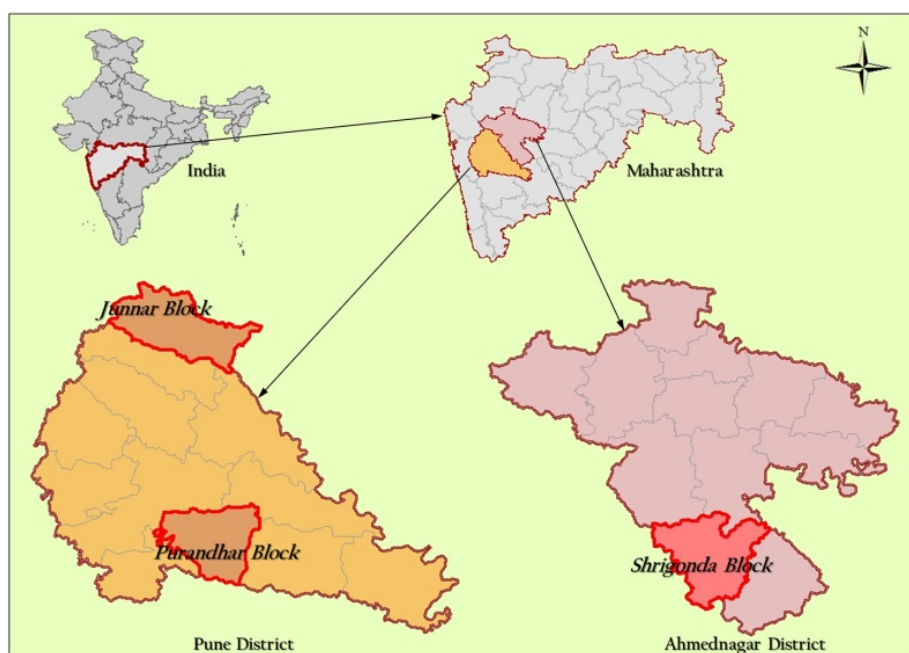 N
India
Maharashtra
Junnar Block
Purandhar Block
Shrigonda Block
Pune District
Ahmednagar District